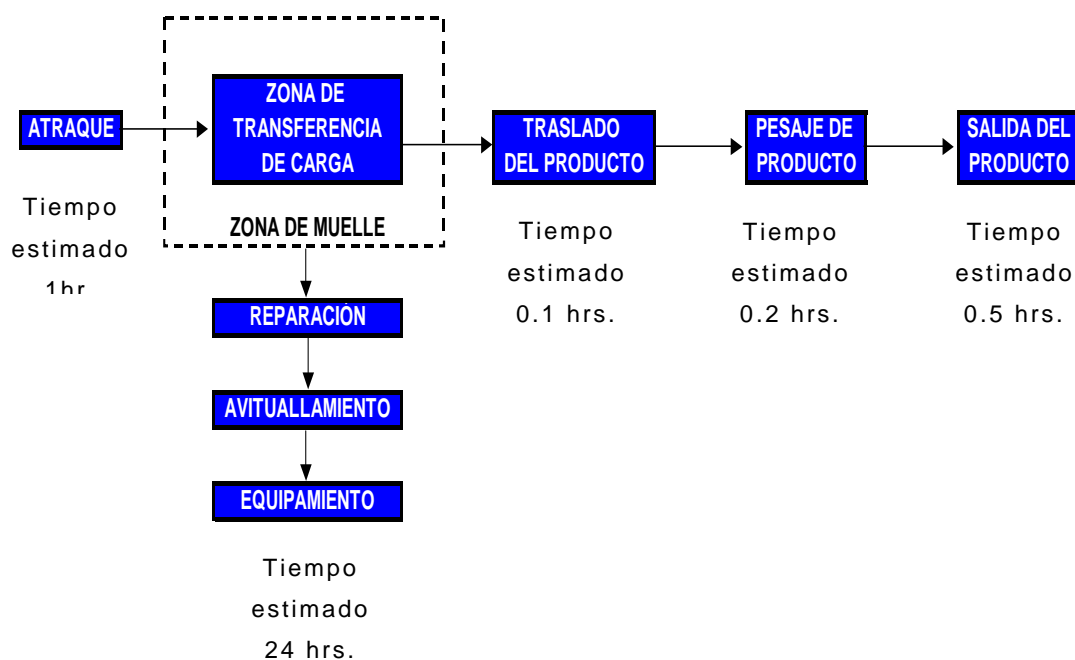 ATRAQUE
Tiempo
estimado
1hr
ZONA DE
TRANSFERENCIA
DE CARGA
ZONA DE MUELLE
REPARACIÓN
AVITUALLAMIENTO
EQUIPAMIENTO
Tiempo
estimado
24 hrs.
TRASLADO
DEL PRODUCTO
Tiempo
estimado
0.1 hrs.
PESAJE DE
PRODUCTO
Tiempo
estimado
0.2 hrs.
SALIDA DEL
PRODUCTO
Tiempo
estimado
0.5 hrs.